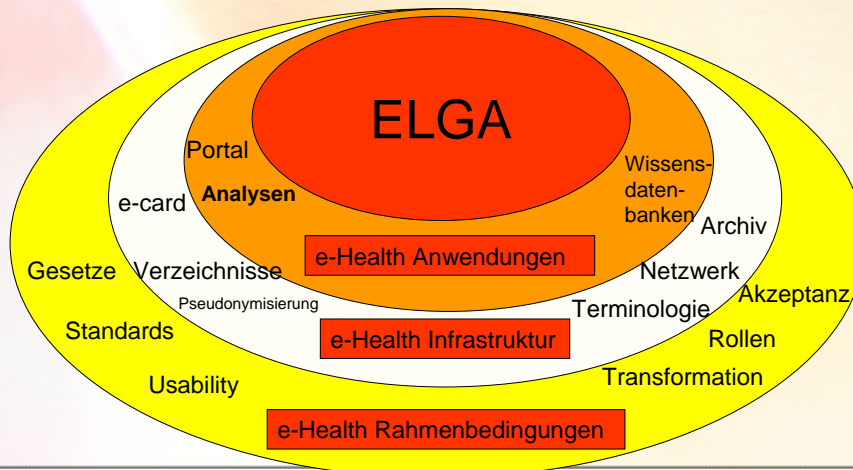 ELGA
Portal
Analysen
Wissens-
daten-
banken
e-card
Archiv
e-Health Anwendungen
Gesetze
Verzeichnisse
Netzwerk
Akzeptanz
Pseudonymisierung
Terminologie
Standards
e-Health Infrastruktur
Rollen
Usability
Transformation
e-Health Rahmenbedingungen